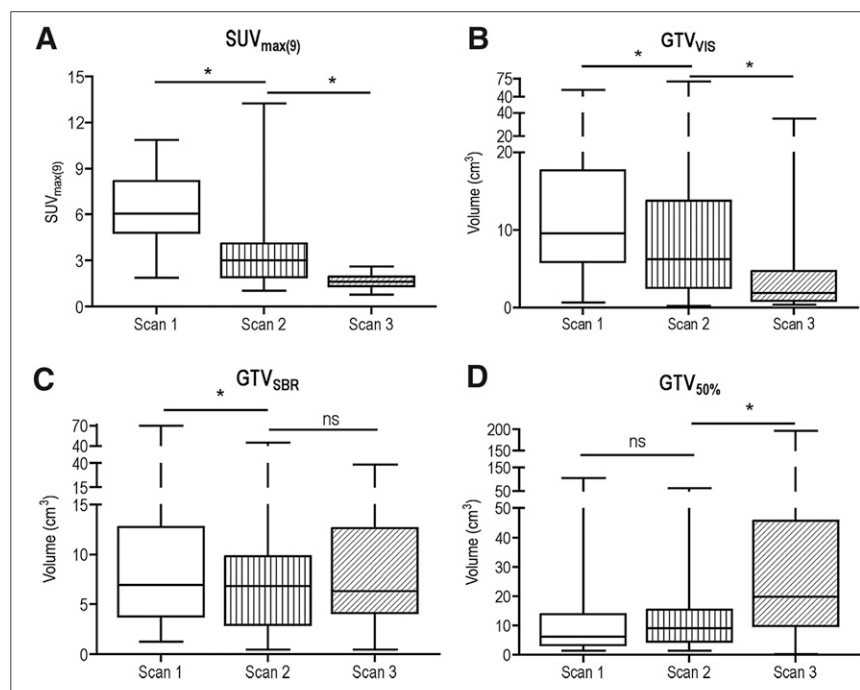 A
SUVmax(9)
*
*
15
12
9
6
3
0
SUVmax(9)
Scan 1
Scan 2
Scan 3
B
GTVVIS
*
*
75
40
40
20
20
10
0
Volume (cm³)
Scan 1
Scan 2
Scan 3
C
GTVSBR
*
ns
70
40
40
15
15
10
5
0
Volume (cm³)
Scan 1
Scan 2
Scan 3
D
GTV50%
ns
*
200
150
150
50
50
40
30
20
10
0
Volume (cm³)
Scan 1
Scan 2
Scan 3